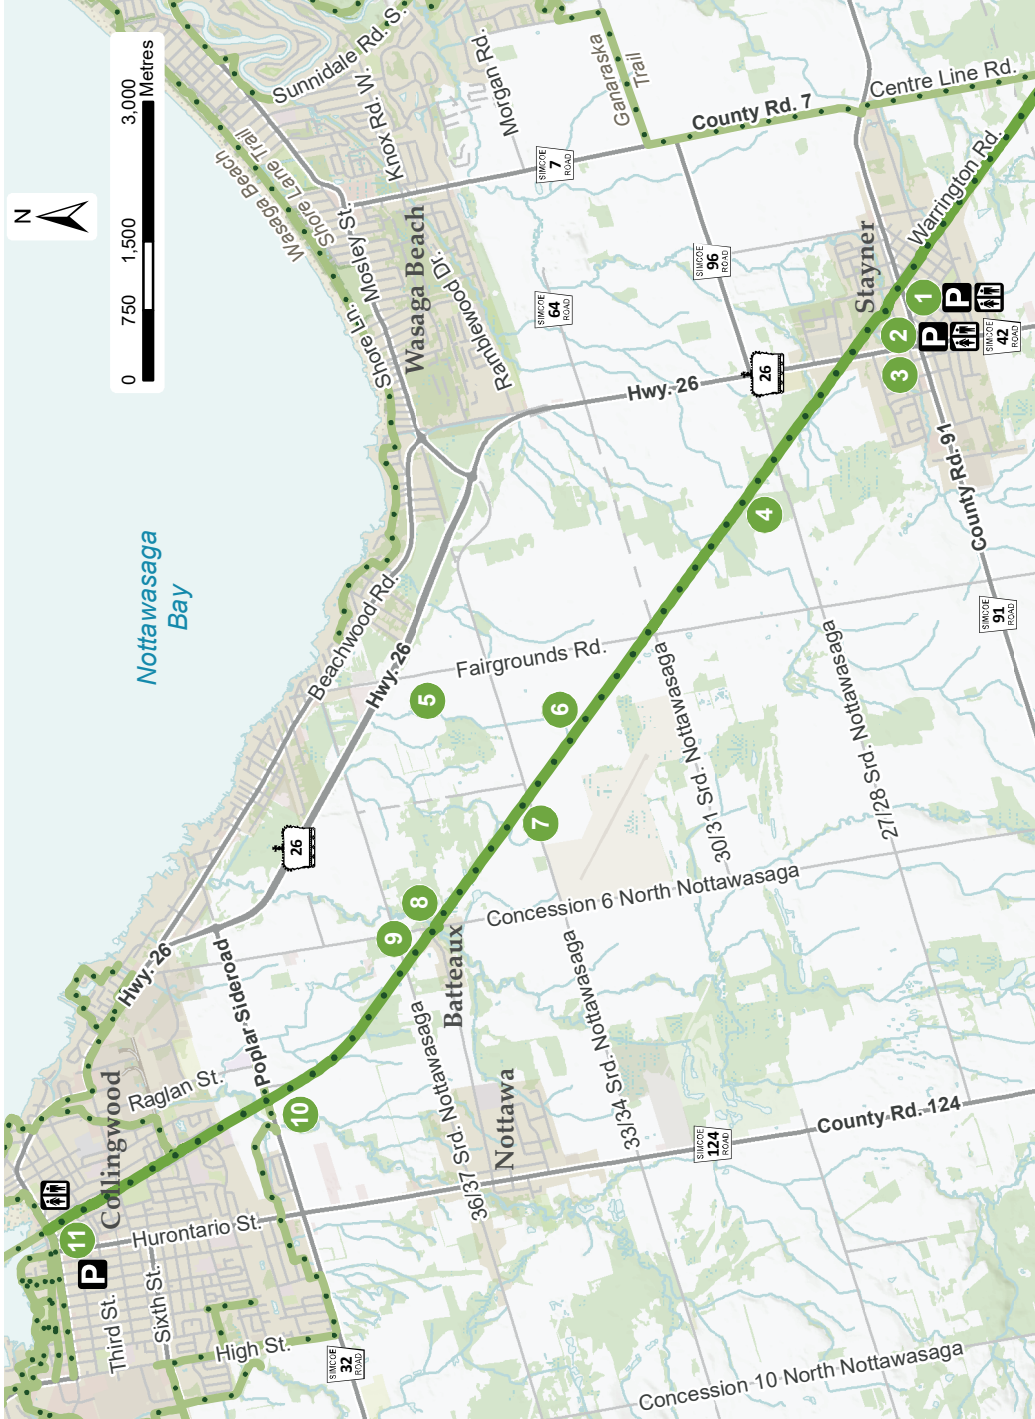 N
0
750
1,500
3,000
Metres
Nottawasaga
Bay
Wasaga Beach
Shore Lane Trail
Sunnidale Rd. S.
Knox Rd. W.
Morgan Rd.
Ganaraska
Trail
County Rd. 7
Centre Line Rd.
Warrington Rd.
SIMCOE
7
ROAD
SIMCOE
96
ROAD
SIMCOE
64
ROAD
Mosley St.
Shore Ln.
Wasaga Beach
Ramblewood Dr.
Stayner
1
P
2
P
3
SIMCOE
42
ROAD
26
Hwy. 26
County Rd. 91
SIMCOE
91
ROAD
4
Beachwood Rd.
Hwy. 26
Fairgrounds Rd.
5
6
7
30/31 Srd. Nottawasaga
27/28 Srd. Nottawasaga
26
Concession 6 North Nottawasaga
8
9
Batteaux
Hwy. 26
Poplar Sideroad
36/37 Srd. Nottawasaga
33/34 Srd. Nottawasaga
Nottawa
Raglan St.
10
Collingwood
SIMCOE
124
ROAD
County Rd. 124
11
P
Hurontario St.
Third St.
Sixth St.
High St.
SIMCOE
32
ROAD
Concession 10 North Nottawasaga